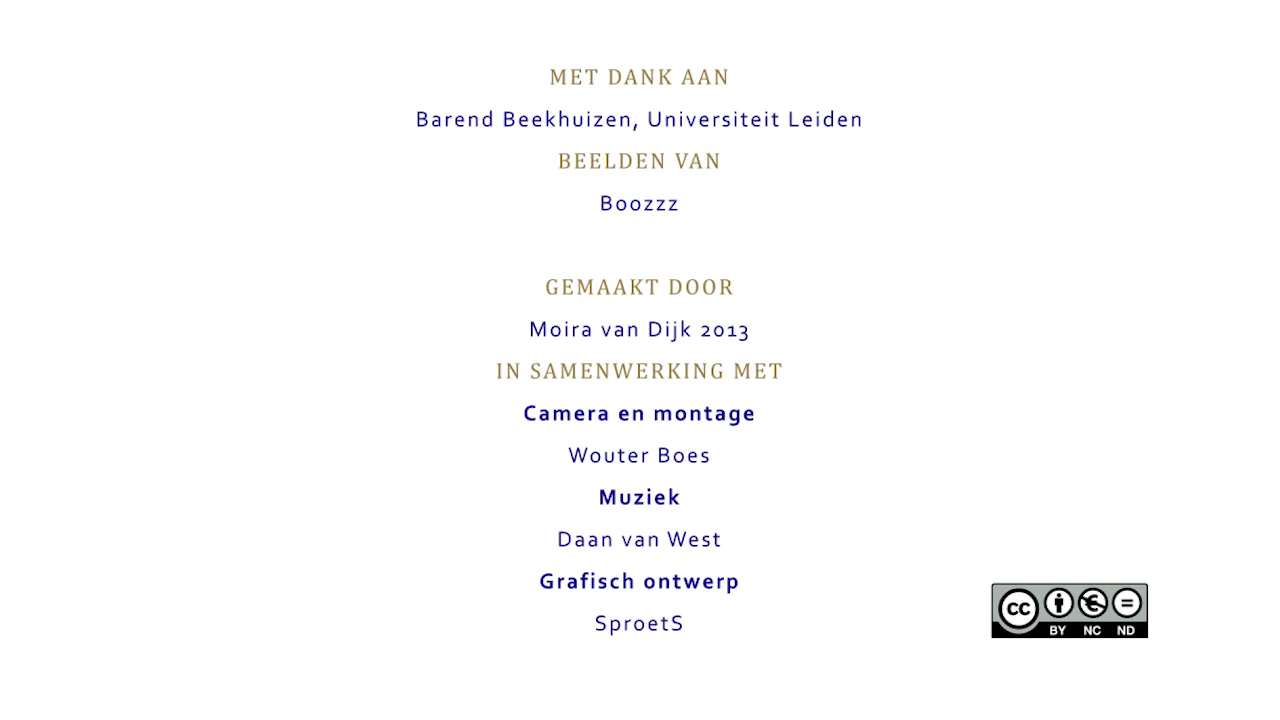 MET DANK AAN
Barend Beekhuizen, Universiteit Leiden
BEELDEN VAN
Boozzz
GEMAAKT DOOR
Moira van Dijk 2013
IN SAMENWERKING MET
Camera en montage
Wouter Boes
Muziek
Daan van West
Grafisch ontwerp
SproetS
cc
BY NC ND